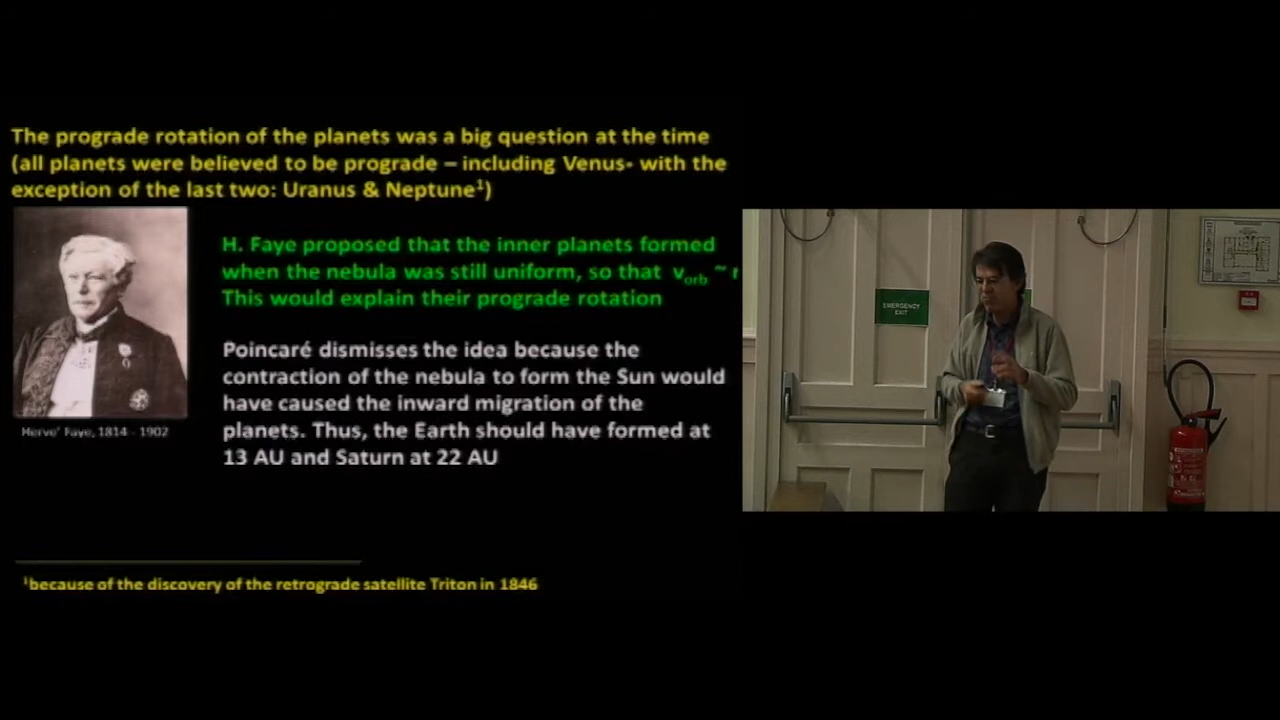 The prograde rotation of the planets was a big question at the time
(all planets were believed to be prograde – including Venus- with the
exception of the last two: Uranus & Neptune¹)
H. Faye proposed that the inner planets formed
when the nebula was still uniform, so that v_orb ~ r
This would explain their prograde rotation
Poincaré dismisses the idea because the
contraction of the nebula to form the Sun would
have caused the inward migration of the
planets. Thus, the Earth should have formed at
13 AU and Saturn at 22 AU
Herve' Faye, 1814 - 1902
¹because of the discovery of the retrograde satellite Triton in 1846
EMERGENCY
EXIT